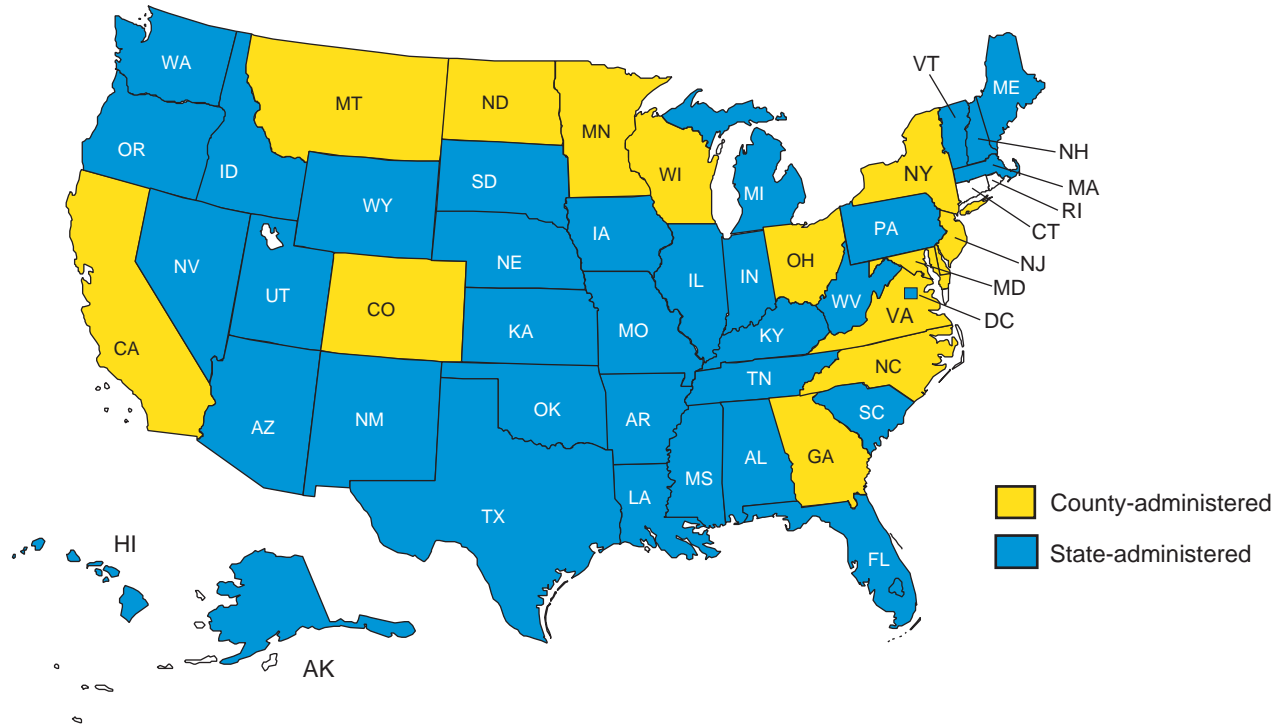 WA
MT
ND
MN
VT
ME
OR
ID
WY
SD
WI
MI
NY
NH
MA
RI
CT
NV
UT
CO
NE
IA
IL
IN
OH
PA
NJ
MD
DC
CA
KA
MO
KY
WV
VA
AZ
NM
OK
AR
TN
NC
SC
TX
LA
MS
AL
GA
FL
HI
AK
County-administered
State-administered